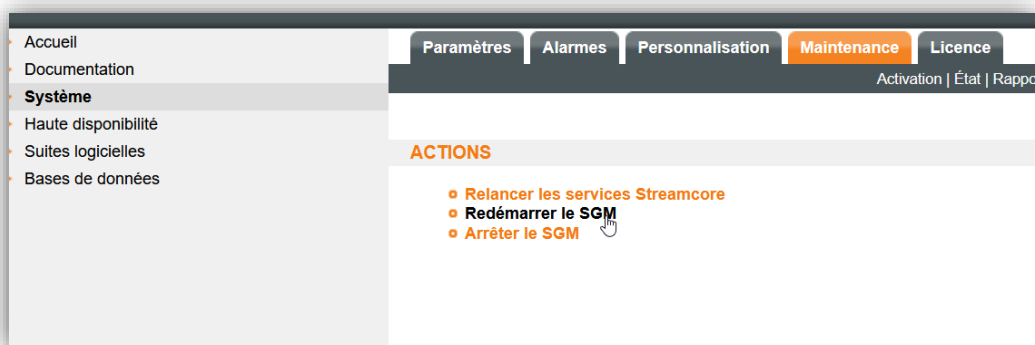 Accueil
Documentation
Système
Haute disponibilité
Suites logicielles
Bases de données
Paramètres Alarmes Personnalisation Maintenance Licence
Activation | État | Rappo
ACTIONS
Relancer les services Streamcore
Redémarrer le SGM
Arrêter le SGM